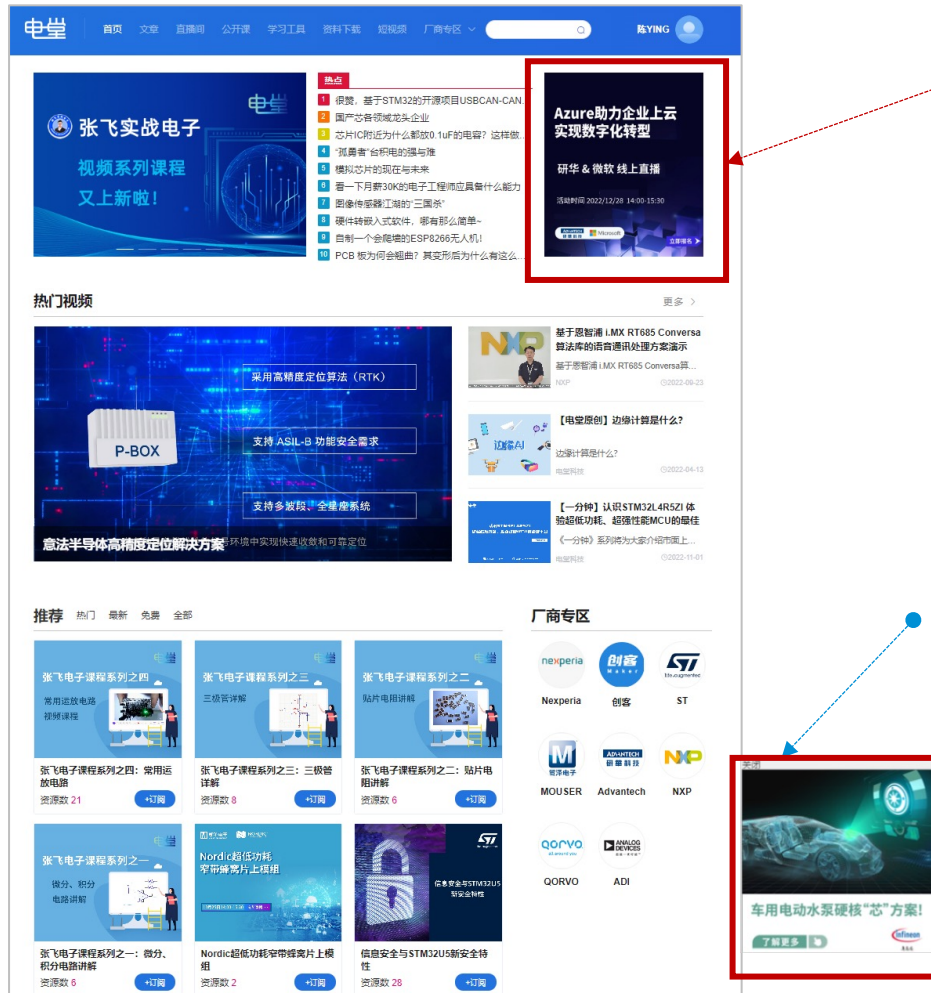 电堂
首页 文章 直播间 公开课 学习工具 资料下载 短视频 厂商专区
陈YING
电堂
张飞实战电子
视频系列课程
又上新啦！
热点
1 很赞，基于STM32的开源项目USBCAN-CAN...
2 国产芯各领域龙头企业
3 芯片IC附近为什么都放0.1uF的电容？这样做...
4 “孤勇者”台积电的强与难
5 模拟芯片的现在与未来
6 看一下月薪30K的电子工程师应具备什么能力
7 图像传感器江湖的“三国杀”
8 硬件转嵌入式软件，哪有那么简单~
9 自制一个会爬墙的ESP8266无人机！
10 PCB 板为何会翘曲？其变形后为什么有这么...
Azure助力企业上云
实现数字化转型
研华 & 微软 线上直播
活动时间 2022/12/28 14:00-15:30
ADVANTECH
研華科技
Microsoft
立即报名
热门视频
更多
P-BOX
采用高精度定位算法（RTK）
支持 ASIL-B 功能安全需求
支持多波段、全星座系统
意法半导体高精度定位解决方案
号环境中实现快速收敛和可靠定位
NXP
基于恩智浦 i.MX RT685 Conversa
算法库的语音通讯处理方案演示
基于恩智浦 i.MX RT685 Conversa算...
NXP 2022-08-23
边缘AI
【电堂原创】边缘计算是什么？
边缘计算是什么？
电堂科技 2022-04-13
【一分钟】认识STM32L4R5ZI 体
验超低功耗、超强性能MCU的最佳
《一分钟》系列将为大家介绍市面上...
电堂科技 2022-11-01
推荐 热门 最新 免费 全部
张飞电子课程系列之四
常用运放电路
视频课程
张飞电子课程系列之四：常用运
放电路
资源数 21 +订阅
张飞电子课程系列之三
三极管详解
张飞电子课程系列之三：三极管
详解
资源数 8 +订阅
张飞电子课程系列之二
贴片电阻讲解
张飞电子课程系列之二：贴片电
阻讲解
资源数 6 +订阅
张飞电子课程系列之一
微分、积分
电路讲解
张飞电子课程系列之一：微分、
积分电路讲解
资源数 6 +订阅
Nordic超低功耗
窄带蜂窝片上模组
Nordic超低功耗窄带蜂窝片上模
组
资源数 2 +订阅
ST
信息安全与STM32U5
新安全特性
信息安全与STM32U5新安全特
性
资源数 28 +订阅
厂商专区
nexperia
Nexperia
创客
Maker
创客
ST
life.augmented
ST
M
贸泽电子
MOUSER
ADVANTECH
研華科技
Advantech
NXP
NXP
QORVO
all around you
QORVO
ANALOG
DEVICES
ADI
关闭
车用电动水泵硬核“芯”方案！
了解更多
infineon